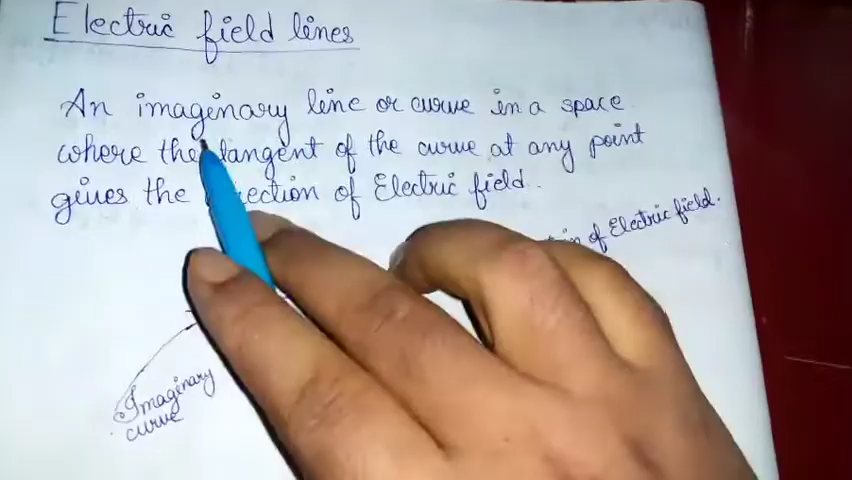 Electric field lines
An imaginary line or curve in a space
where the tangent of the curve at any point
gives the direction of Electric field.
of Electric field.
Imaginary
curve